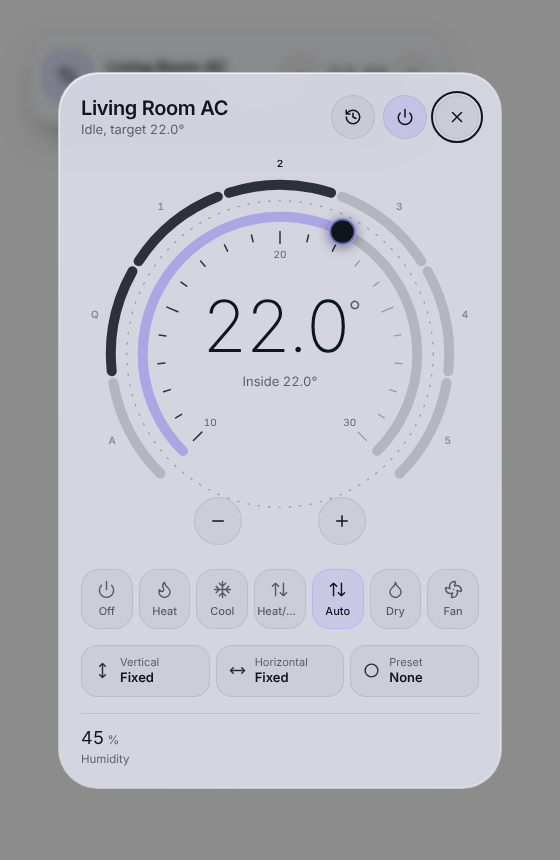 Living Room AC
Idle, target 22.0°
2
1
3
20
Q
4
22.0°
Inside 22.0°
10
30
A
5
Off
Heat
Cool
Heat/...
Auto
Dry
Fan
Vertical
Fixed
Horizontal
Fixed
Preset
None
45 %
Humidity